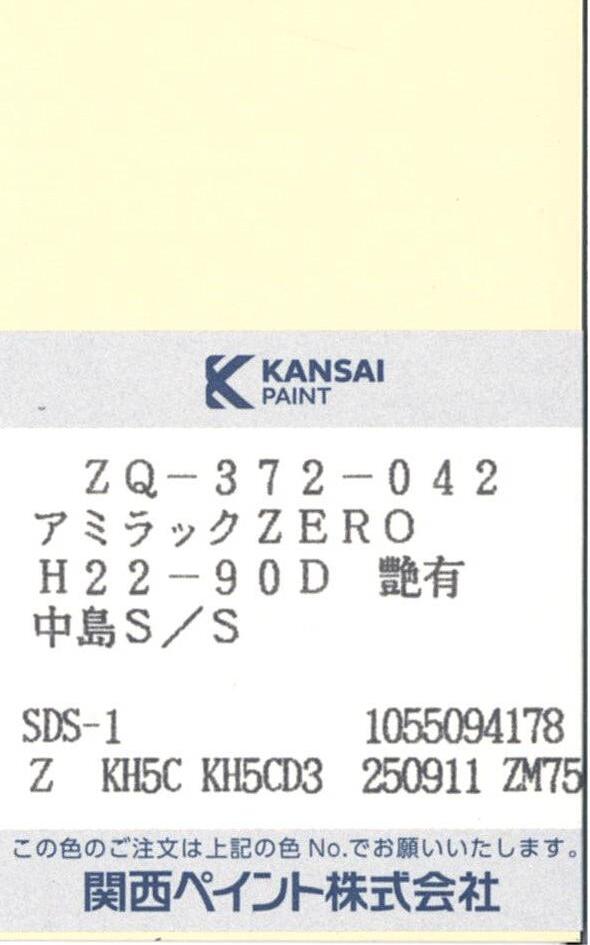 KANSAI
PAINT
ZQ-372-042
アミラックZERO
H22-90D 艶有
中島S/S
SDS-1 1055094178
Z KH5C KH5CD3 250911 ZM75
この色のご注文は上記の色No.でお願いいたします。
関西ペイント株式会社